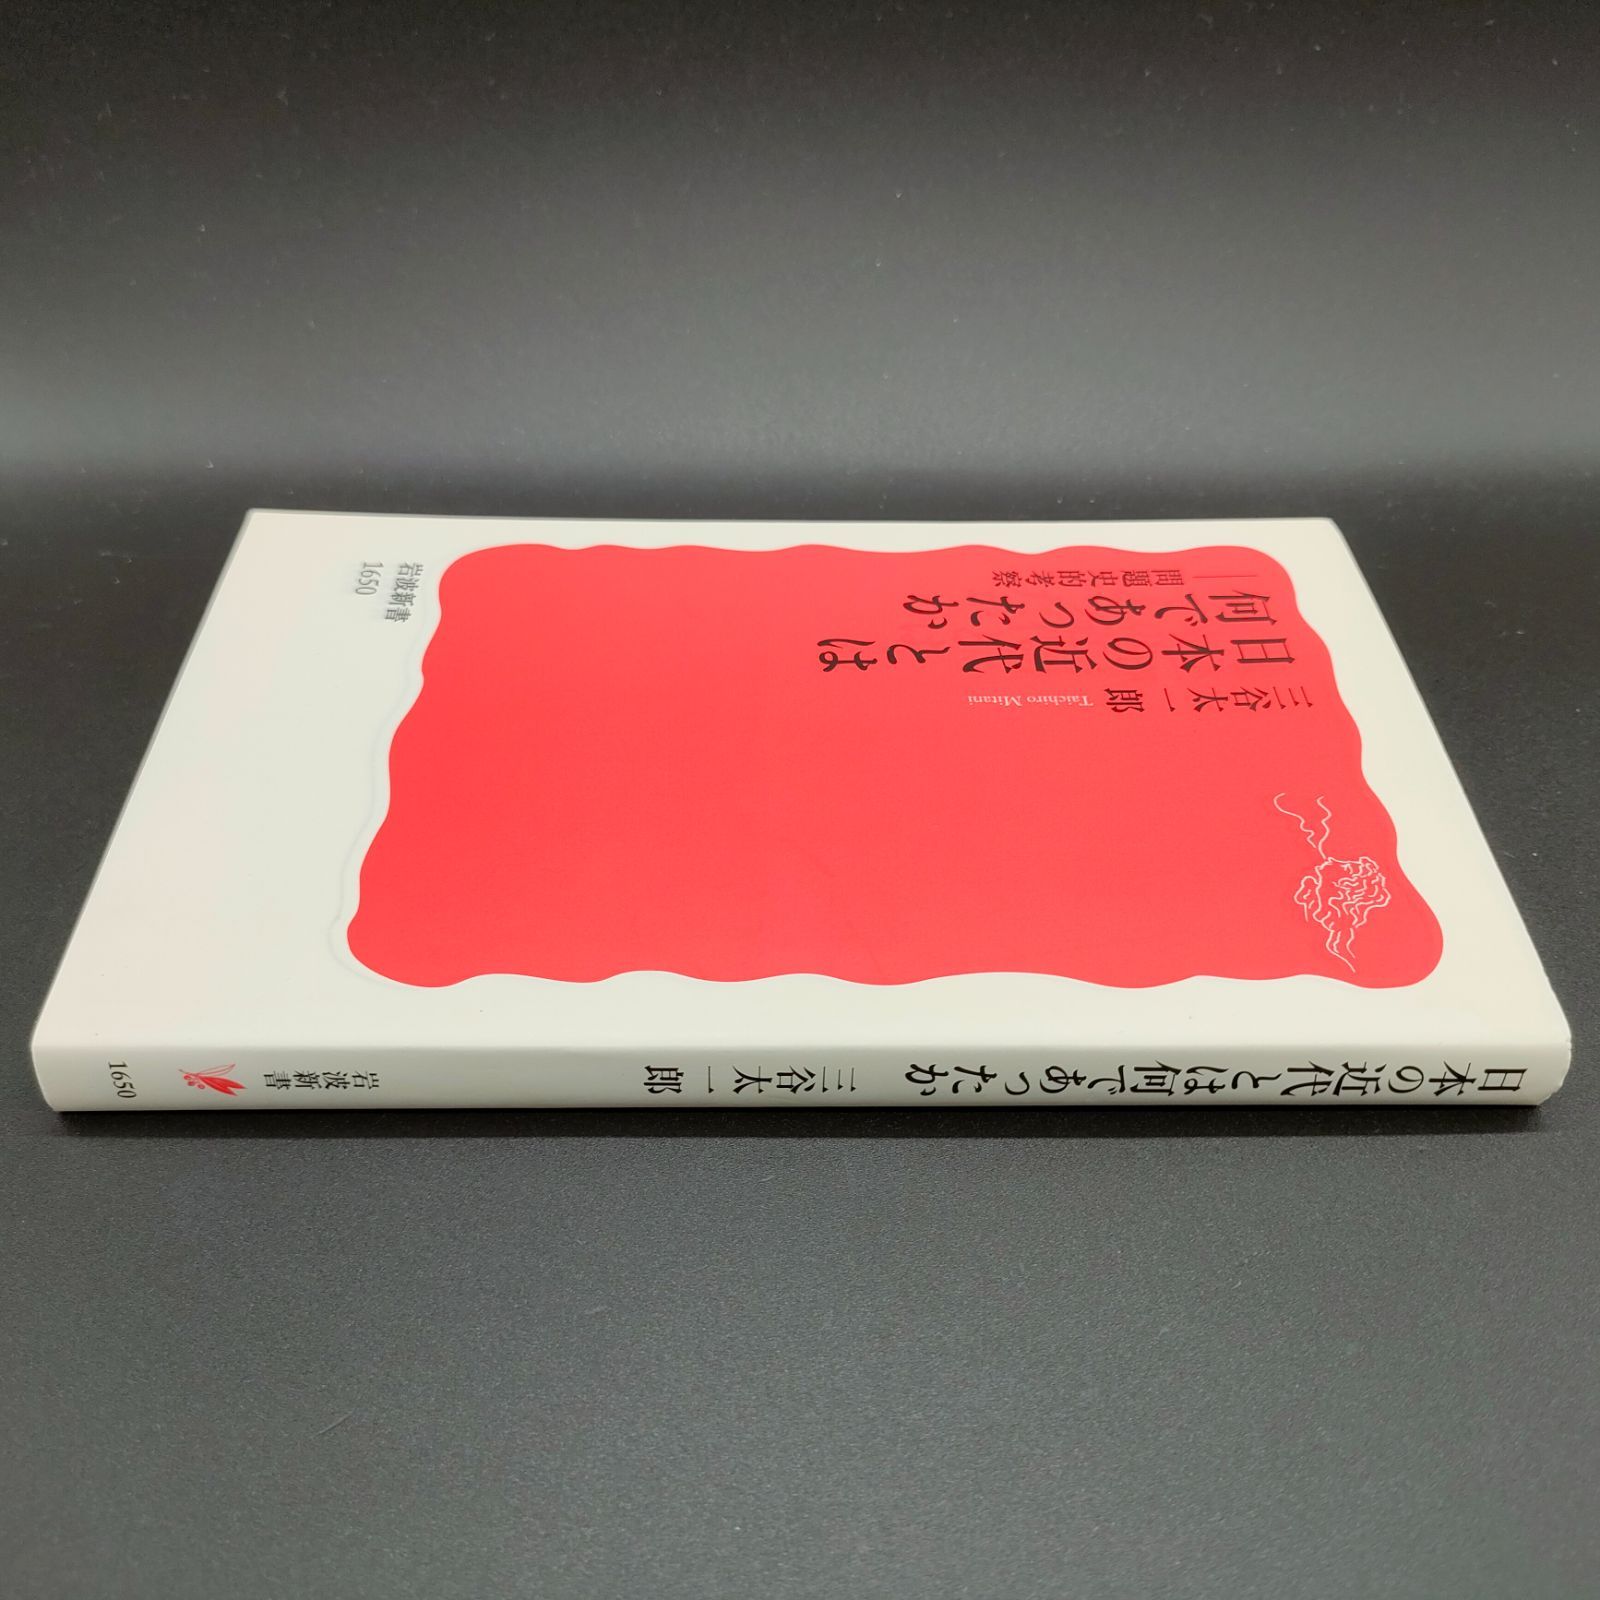 三谷太一郎
Taichiro Mitani
日本の近代とは
何であったか
―問題史的考察
岩波新書
1650
日本の近代とは何であったか
三谷太一郎
岩波新書
1650